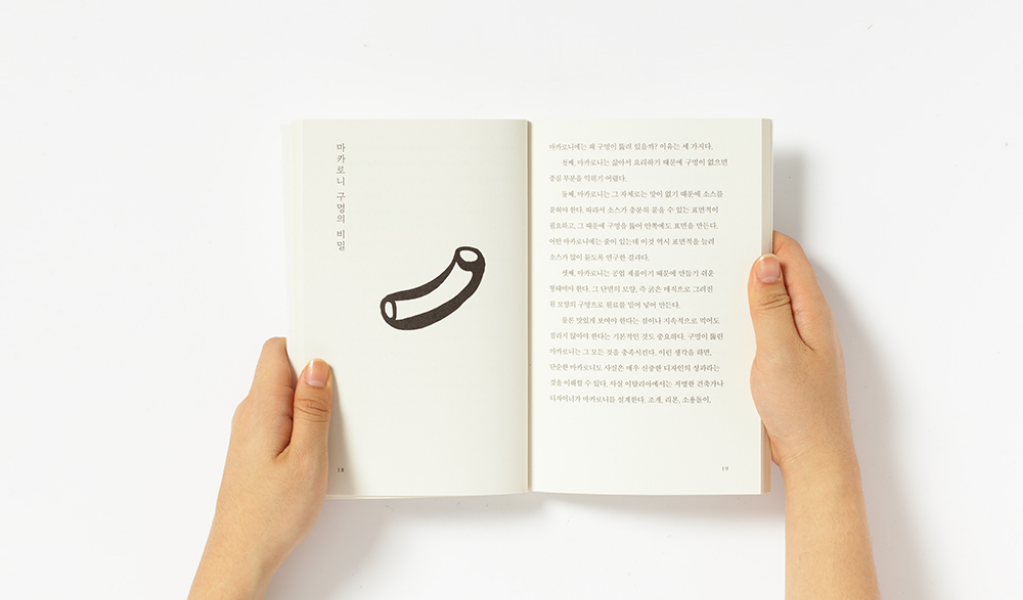 마카로니 구멍의 비밀
18
마카로니에는 왜 구멍이 뚫려 있을까? 이유는 세 가지다.
첫째, 마카로니는 삶아서 요리하기 때문에 구멍이 없으면
중심 부분을 익히기 어렵다.
둘째, 마카로니는 그 자체로는 맛이 없기 때문에 소스를
묻혀야 한다. 따라서 소스가 충분히 묻을 수 있는 표면적이
필요하고, 그 때문에 구멍을 뚫어 안쪽에도 표면을 만든다.
어떤 마카로니에는 줄이 있는데 이것 역시 표면적을 늘려
소스가 많이 묻도록 연구한 결과다.
셋째, 마카로니는 공업 제품이기 때문에 만들기 쉬운
형태여야 한다. 그 단면의 모양, 즉 굵은 매직으로 그려진
원 모양의 구멍으로 원료를 밀어 넣어 만든다.
물론 맛있게 보여야 한다는 점이나 지속적으로 먹어도
질리지 않아야 한다는 기본적인 것도 중요하다. 구멍이 뚫린
마카로니는 그 모든 것을 충족시킨다. 이런 생각을 하면,
단순한 마카로니도 사실은 매우 신중한 디자인의 성과라는
것을 이해할 수 있다. 사실 이탈리아에서는 저명한 건축가나
디자이너가 마카로니를 설계한다. 조개, 리본, 소용돌이,
19